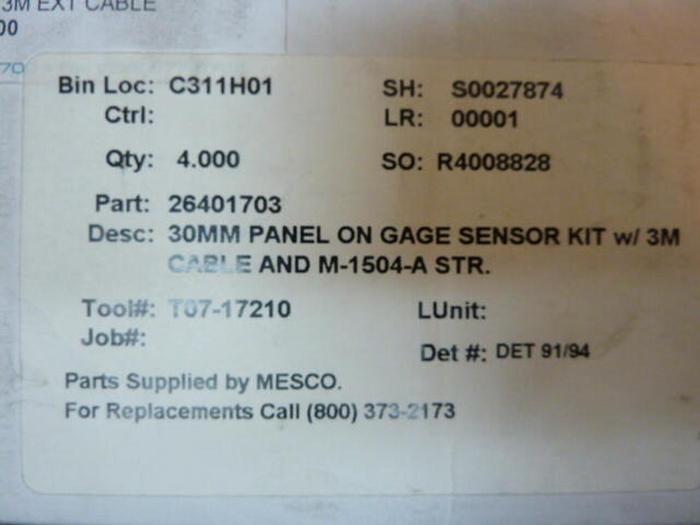 3M EXT CABLE
00
70
Bin Loc: C311H01 SH: S0027874
Ctrl: LR: 00001
Qty: 4.000 SO: R4008828
Part: 26401703
Desc: 30MM PANEL ON GAGE SENSOR KIT w/ 3M
CABLE AND M-1504-A STR.
Tool#: T07-17210 LUnit:
Job#:
Det #: DET 91/94
Parts Supplied by MESCO.
For Replacements Call (800) 373-2173